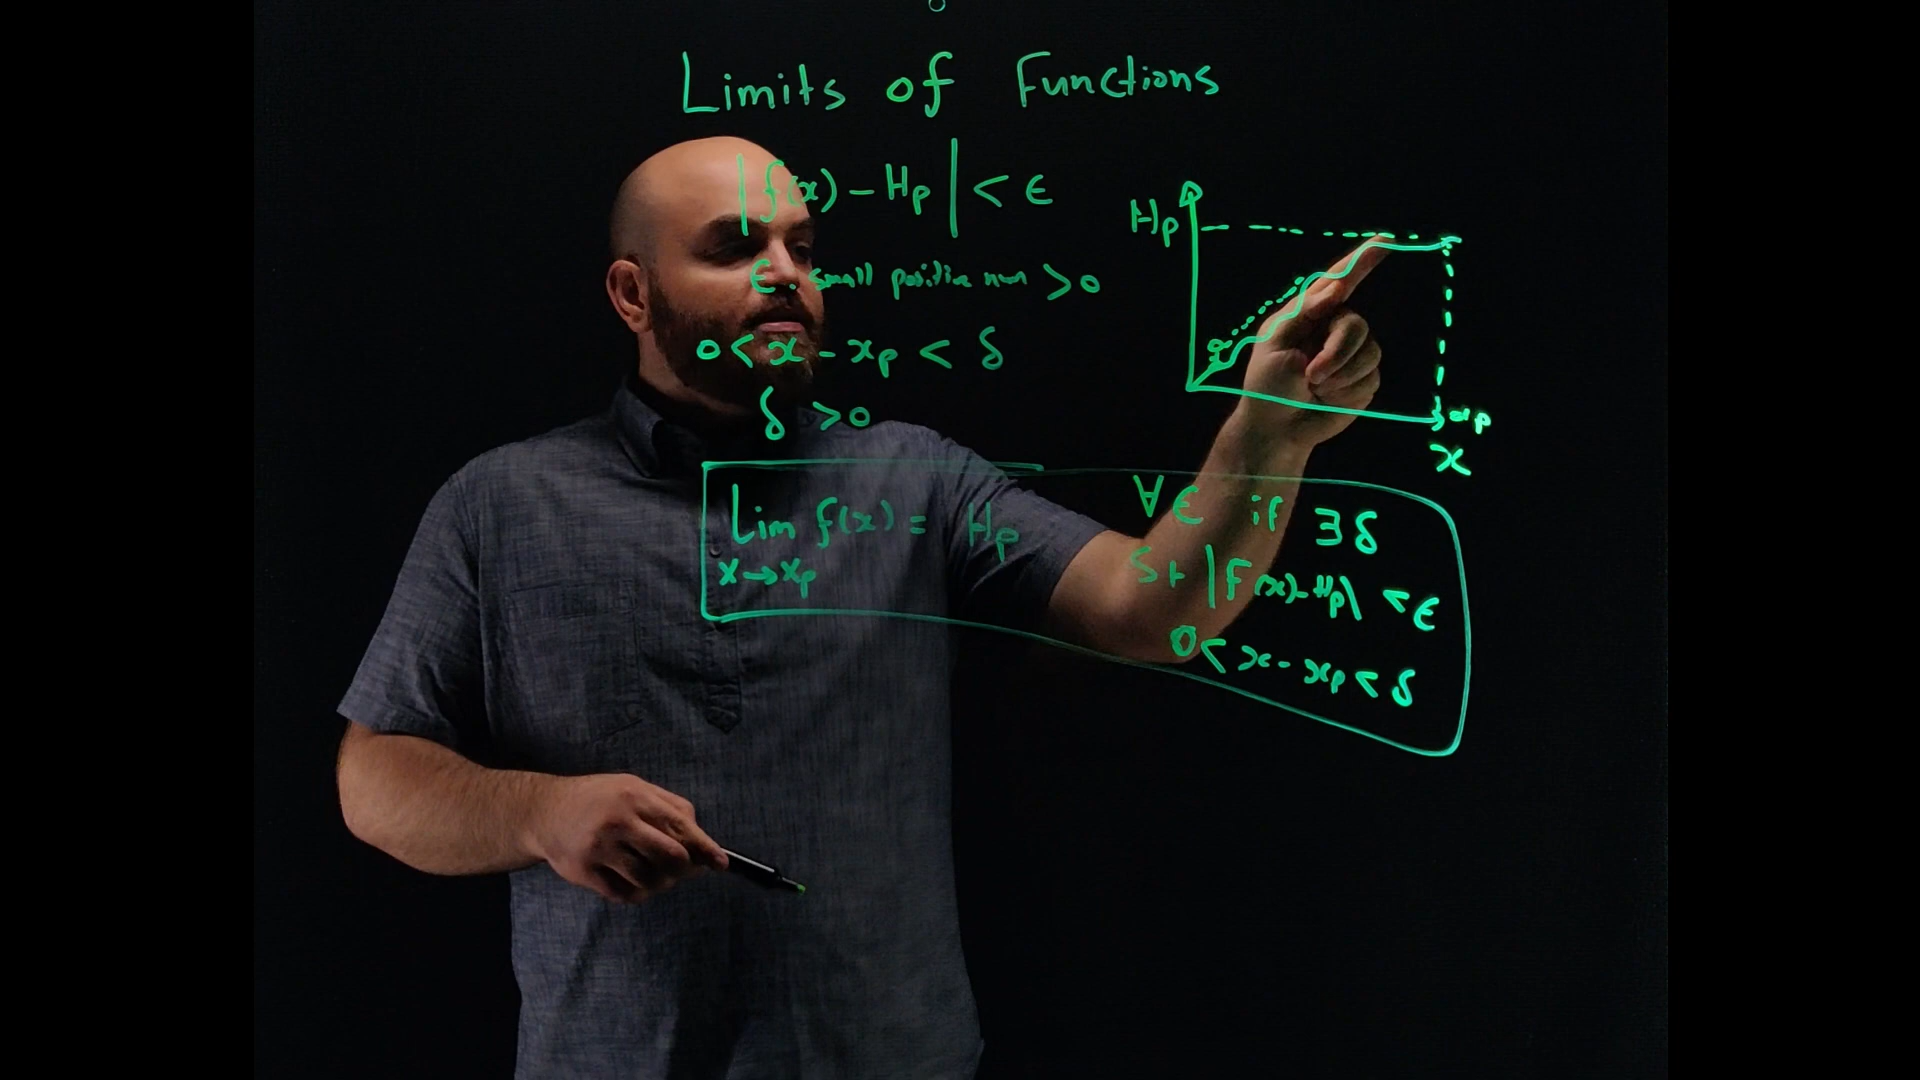 Limits of Functions
|f(x) - Hp| < ε
ε: small positive num > 0
0 < x - xp < δ
δ > 0
Hp
xp
x
Lim f(x) = Hp
x → xp
∀ ε if ∃ δ
St |f(x) - Hp| < ε
0 < x - xp < δ